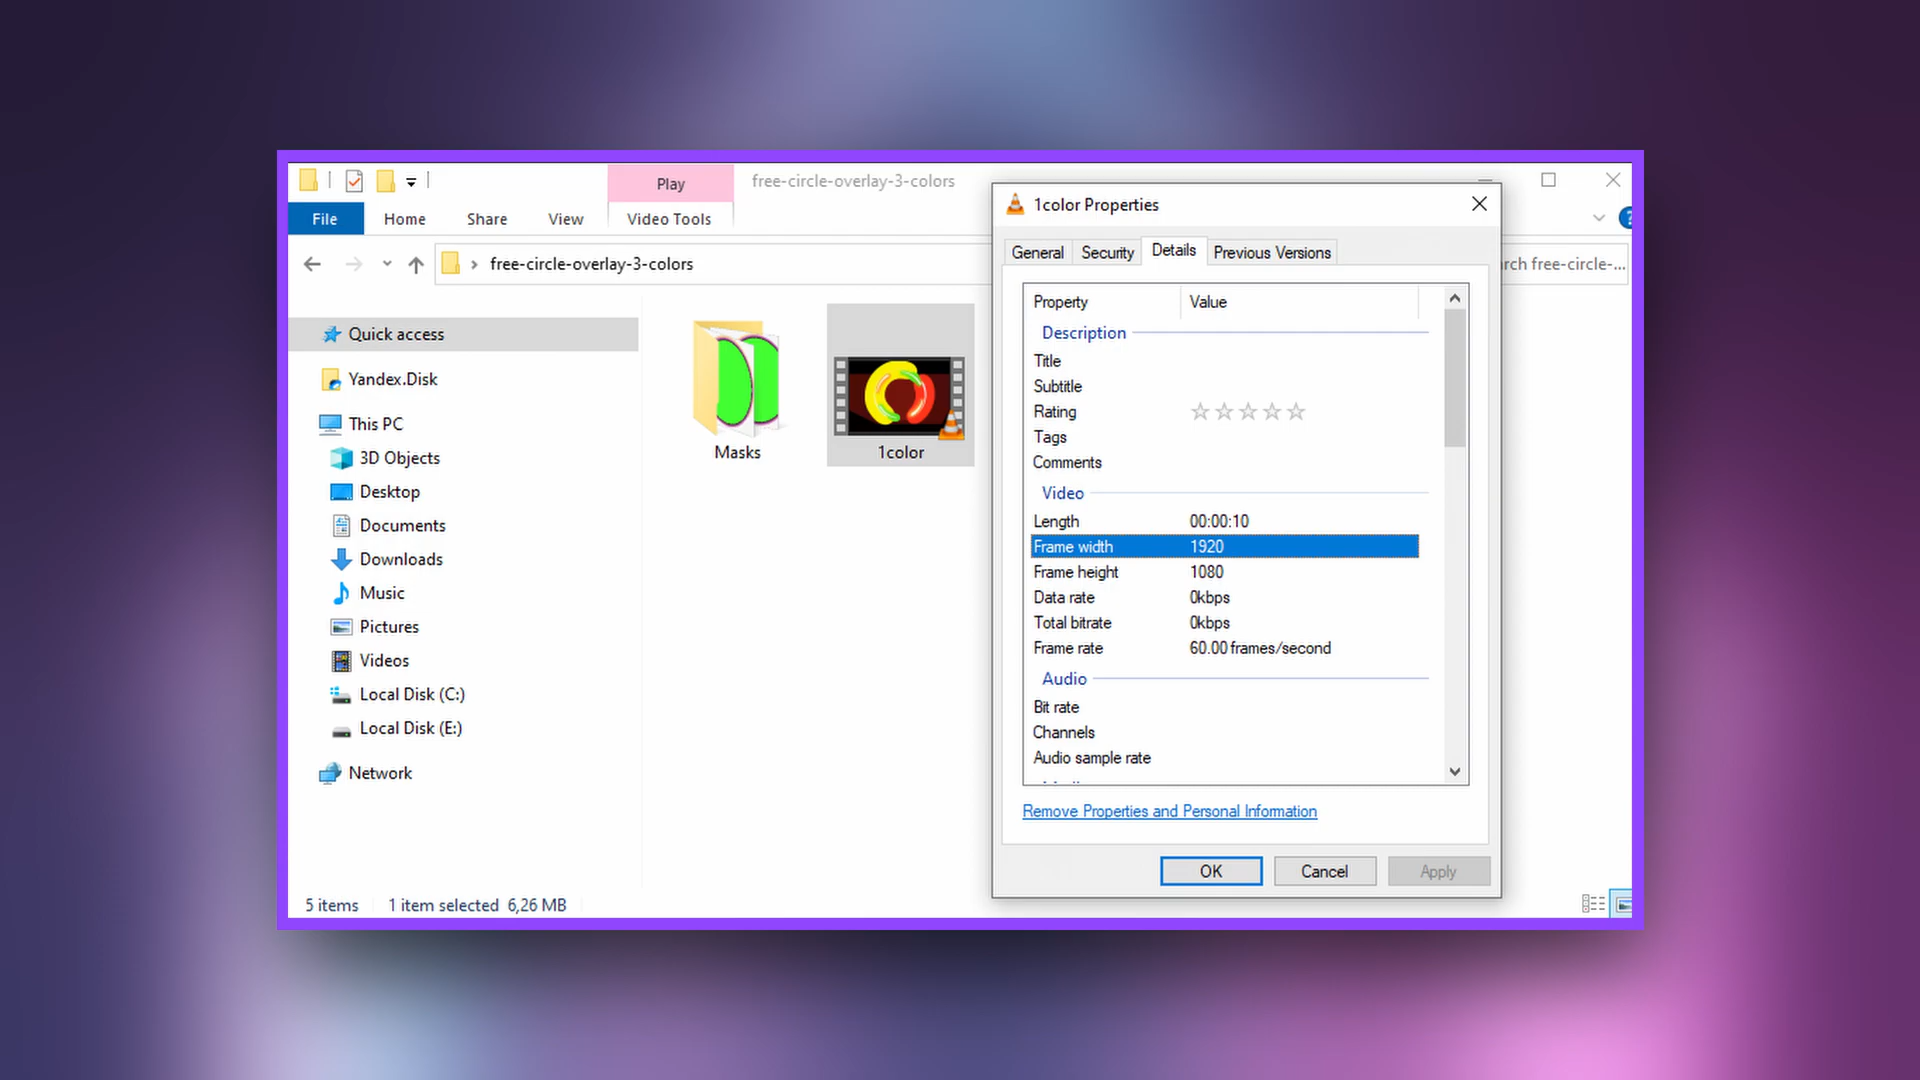 Play
free-circle-overlay-3-colors
File
Home
Share
View
Video Tools
free-circle-overlay-3-colors
free-circle-...
Quick access
Yandex.Disk
This PC
3D Objects
Desktop
Documents
Downloads
Music
Pictures
Videos
Local Disk (C:)
Local Disk (E:)
Network
Masks
1color
5 items
1 item selected 6,26 MB
1color Properties
General
Security
Details
Previous Versions
Property Value
Description
Title
Subtitle
Rating
Tags
Comments
Video
Length 00:00:10
Frame width 1920
Frame height 1080
Data rate 0kbps
Total bitrate 0kbps
Frame rate 60.00 frames/second
Audio
Bit rate
Channels
Audio sample rate
Remove Properties and Personal Information
OK
Cancel
Apply